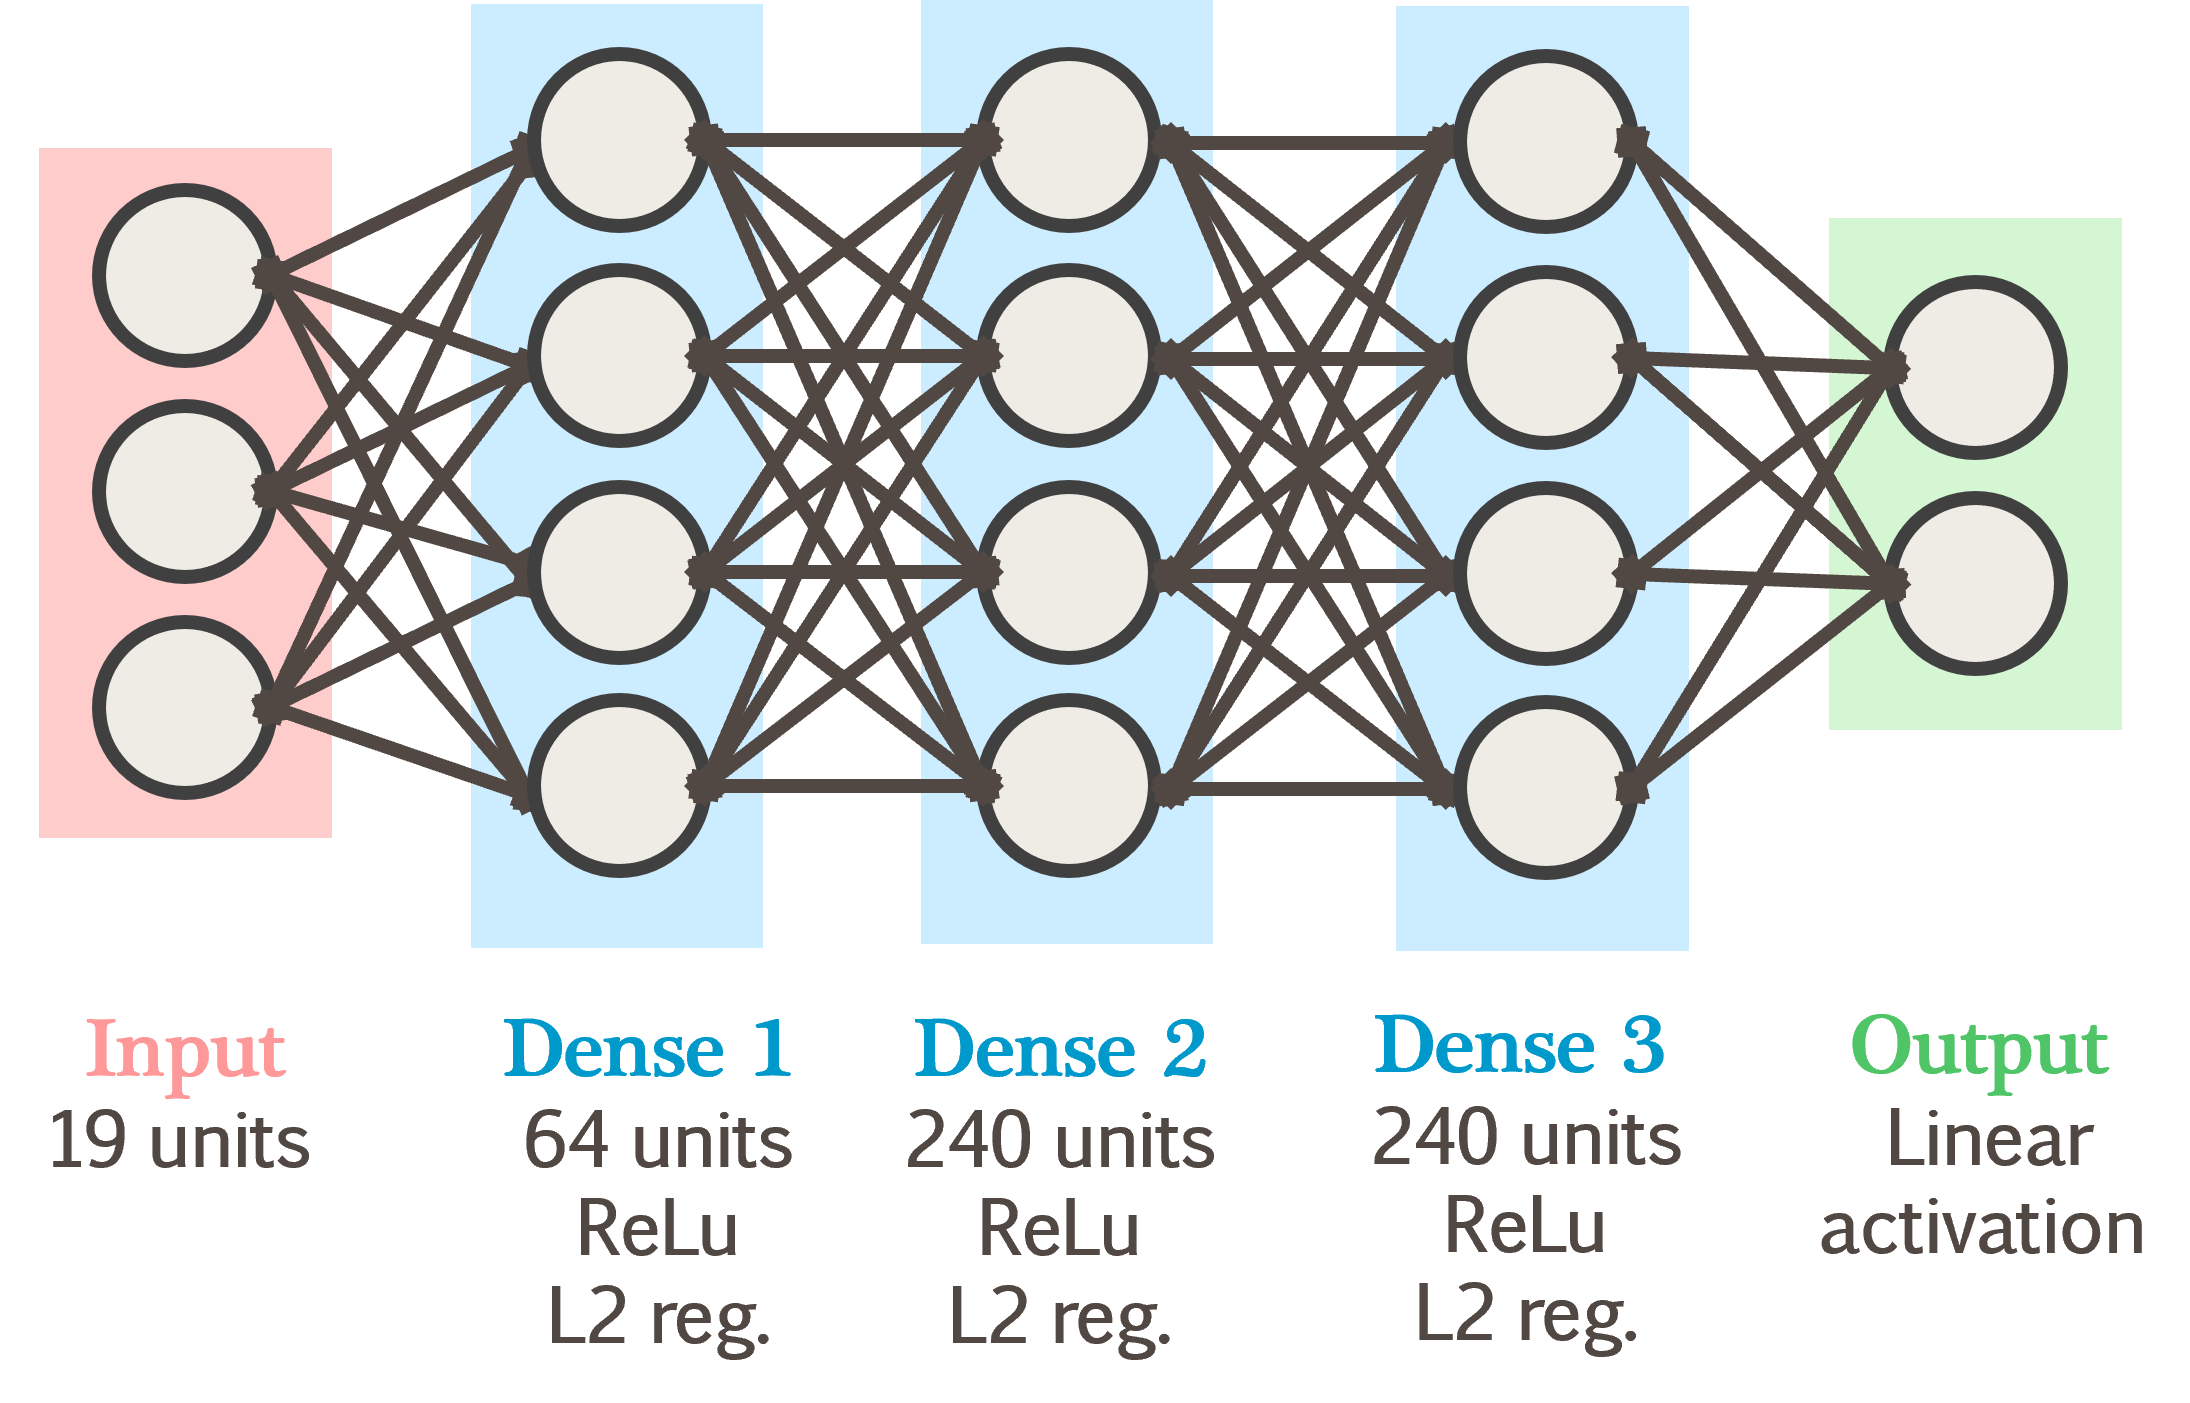 Input
19 units
Dense 1
64 units
ReLu
L2 reg.
Dense 2
240 units
ReLu
L2 reg.
Dense 3
240 units
ReLu
L2 reg.
Output
Linear
activation